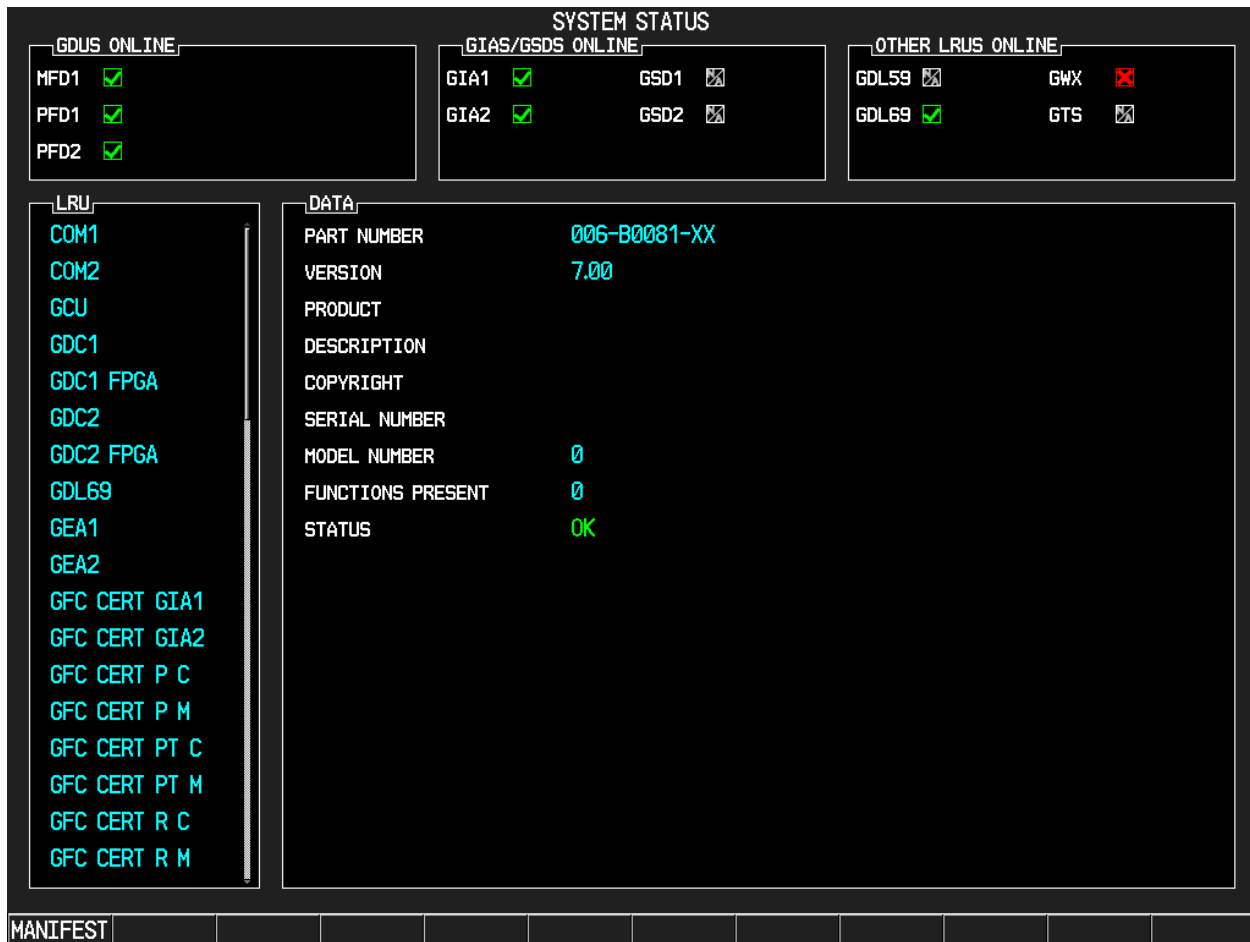 SYSTEM STATUS
GDUS ONLINE
MFD1
PFD1
PFD2
GIAS/GSDS ONLINE
GIA1 GSD1 N/A
GIA2 GSD2 N/A
OTHER LRUS ONLINE
GDL59 N/A GWX
GDL69 GTS N/A
LRU
COM1
COM2
GCU
GDC1
GDC1 FPGA
GDC2
GDC2 FPGA
GDL69
GEA1
GEA2
GFC CERT GIA1
GFC CERT GIA2
GFC CERT P C
GFC CERT P M
GFC CERT PT C
GFC CERT PT M
GFC CERT R C
GFC CERT R M
DATA
PART NUMBER 006-B0081-XX
VERSION 7.00
PRODUCT
DESCRIPTION
COPYRIGHT
SERIAL NUMBER
MODEL NUMBER 0
FUNCTIONS PRESENT 0
STATUS OK
MANIFEST